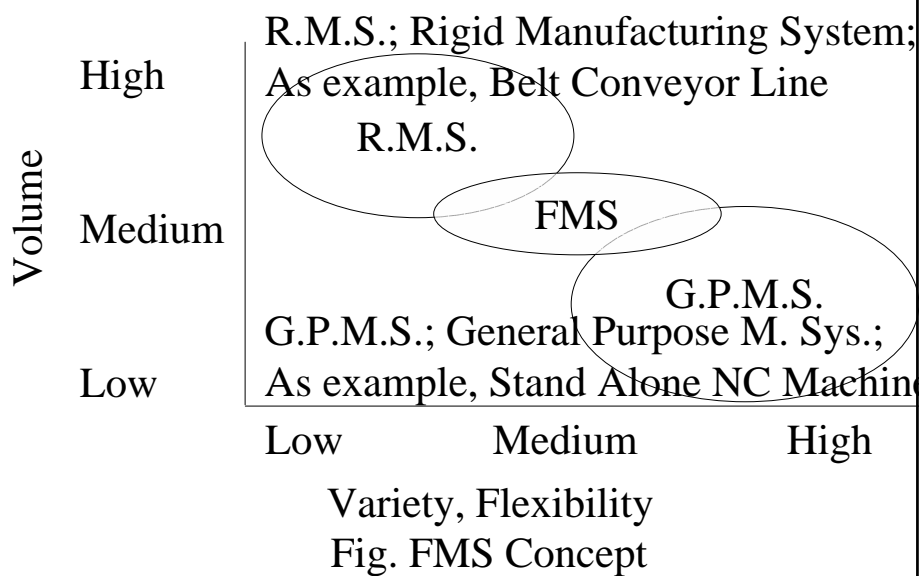 R.M.S.; Rigid Manufacturing System;
High
As example, Belt Conveyor Line
R.M.S.
Volume
Medium
FMS
G.P.M.S.
G.P.M.S.; General Purpose M. Sys.;
Low
As example, Stand Alone NC Machine
Low Medium High
Variety, Flexibility
Fig. FMS Concept